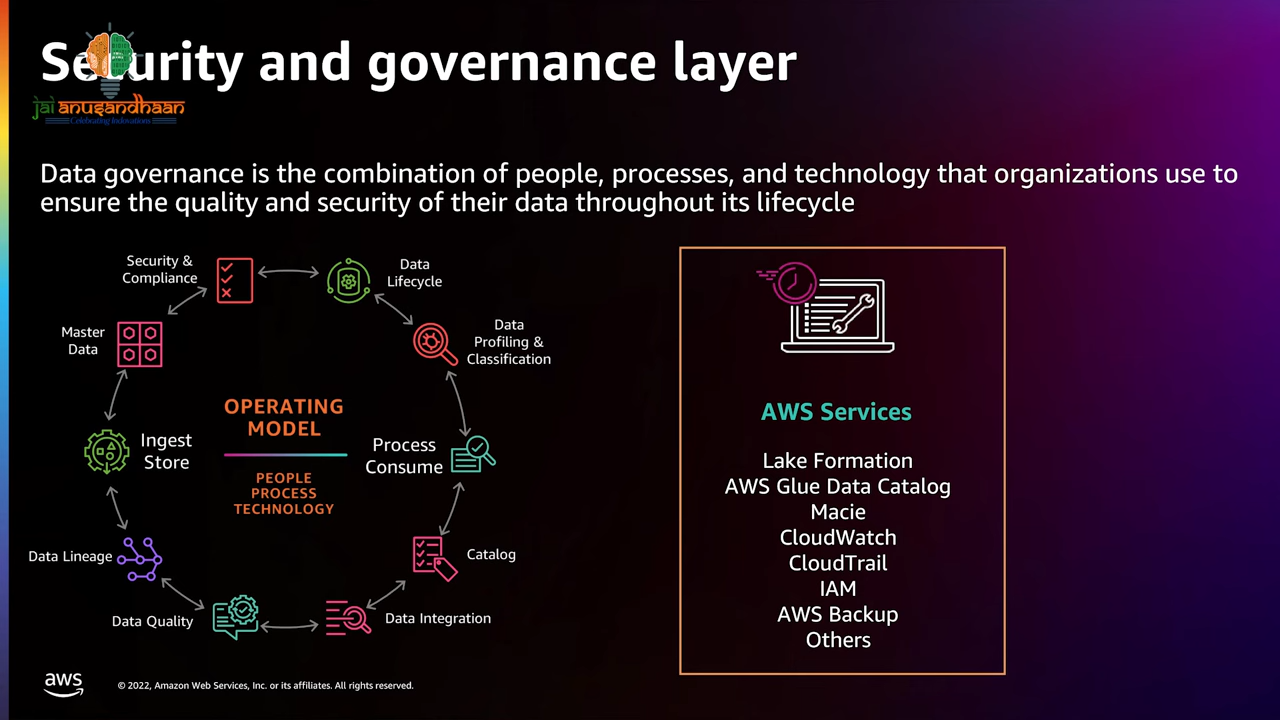 Security and governance layer
jai anusandhaan
Celebrating Indovations
Data governance is the combination of people, processes, and technology that organizations use to
ensure the quality and security of their data throughout its lifecycle
Security &
Compliance
Data
Lifecycle
Master
Data
Data
Profiling &
Classification
OPERATING
MODEL
PEOPLE
PROCESS
TECHNOLOGY
Ingest
Store
Process
Consume
Data Lineage
Catalog
Data Quality
Data Integration
AWS Services
Lake Formation
AWS Glue Data Catalog
Macie
CloudWatch
CloudTrail
IAM
AWS Backup
Others
aws
© 2022, Amazon Web Services, Inc. or its affiliates. All rights reserved.